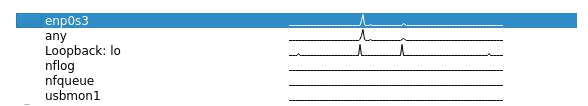 enp0s3
any
Loopback: lo
nflog
nfqueue
usbmon1